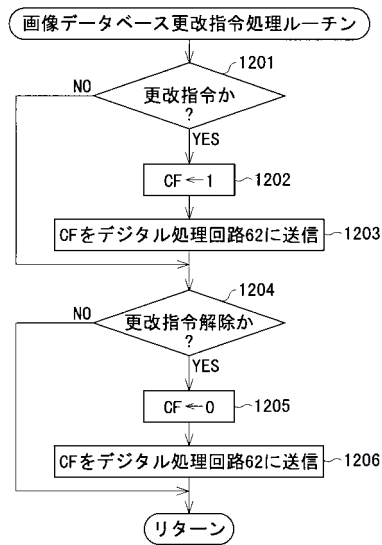 画像データベース更改指令処理ルーチン
1201
NO
更改指令か
?
YES
CF←1
1202
CFをデジタル処理回路62に送信
1203
1204
NO
更改指令解除か
?
YES
CF←0
1205
CFをデジタル処理回路62に送信
1206
リターン